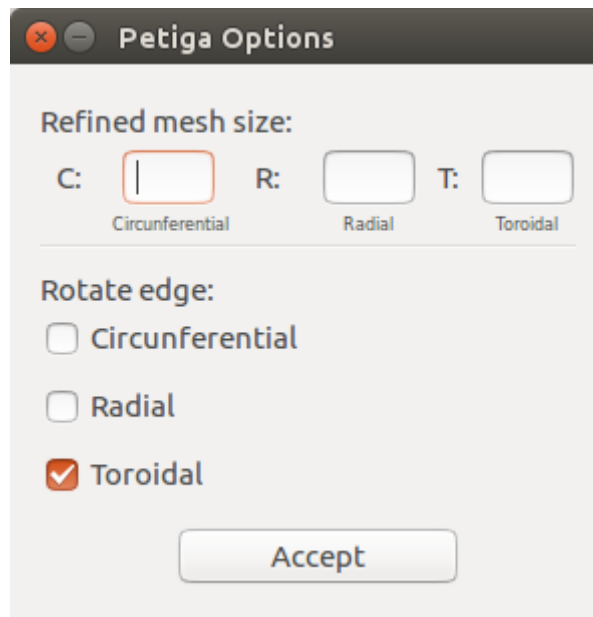 Petiga Options
Refined mesh size:
C: R: T:
Circunferential Radial Toroidal
Rotate edge:
Circunferential
Radial
Toroidal
Accept